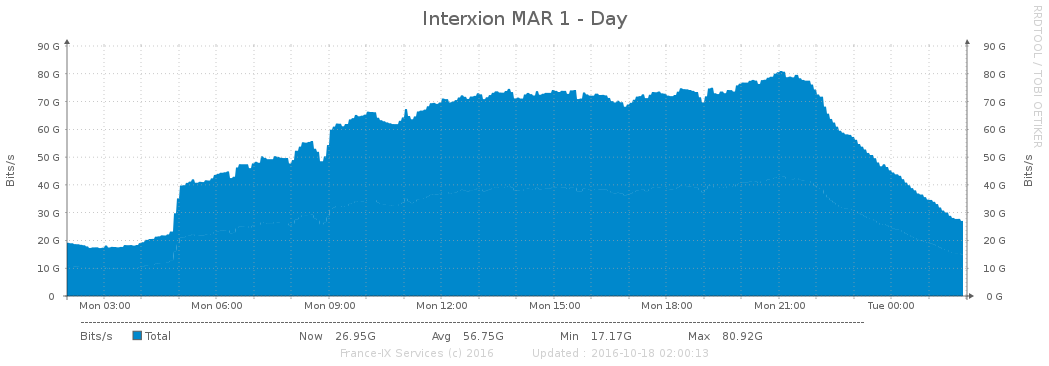 Interxion MAR 1 - Day
RRDTOOL / TOBI OETIKER
Bits/s
90 G 90 G
80 G 80 G
70 G 70 G
60 G 60 G
50 G 50 G
40 G 40 G
30 G 30 G
20 G 20 G
10 G 10 G
0 0 G
Bits/s
Mon 03:00 Mon 06:00 Mon 09:00 Mon 12:00 Mon 15:00 Mon 18:00 Mon 21:00 Tue 00:00
Bits/s Total Now 26.95G Avg 56.75G Min 17.17G Max 80.92G
France-IX Services (c) 2016 Updated : 2016-10-18 02:00:13